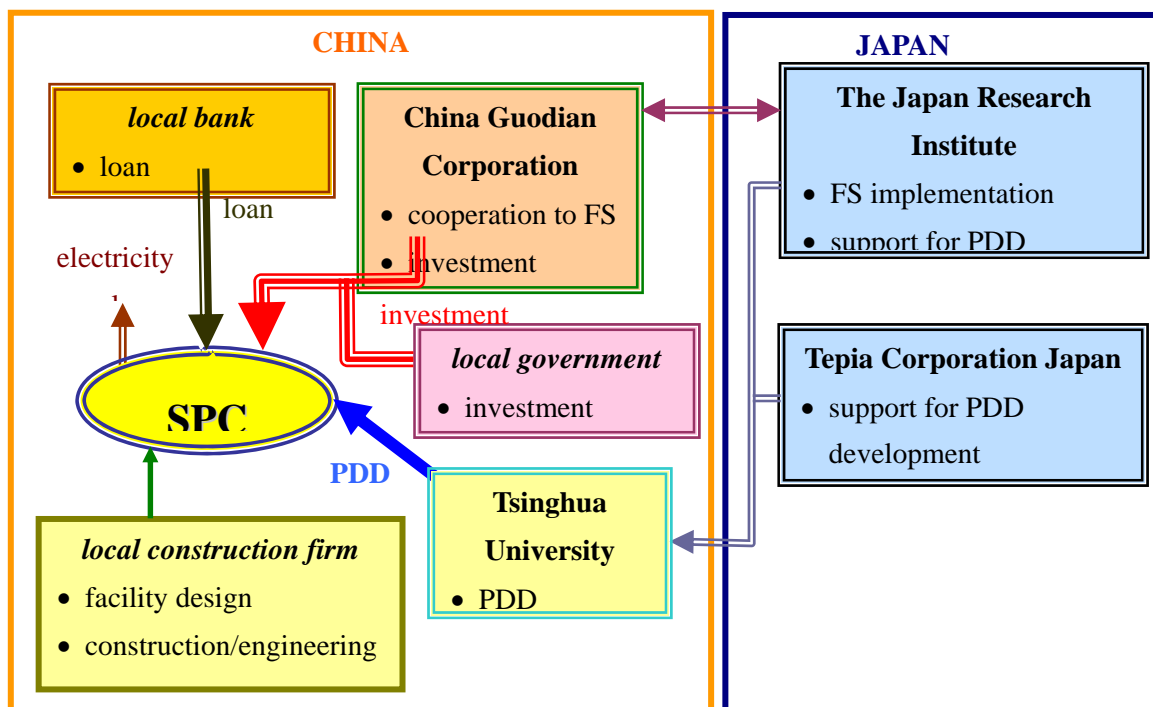 CHINA
local bank
• loan
loan
electricity
China Guodian
Corporation
• cooperation to FS
• investment
investment
local government
• investment
SPC
PDD
Tsinghua
University
• PDD
local construction firm
• facility design
• construction/engineering
JAPAN
The Japan Research
Institute
• FS implementation
• support for PDD
Tepia Corporation Japan
• support for PDD
development